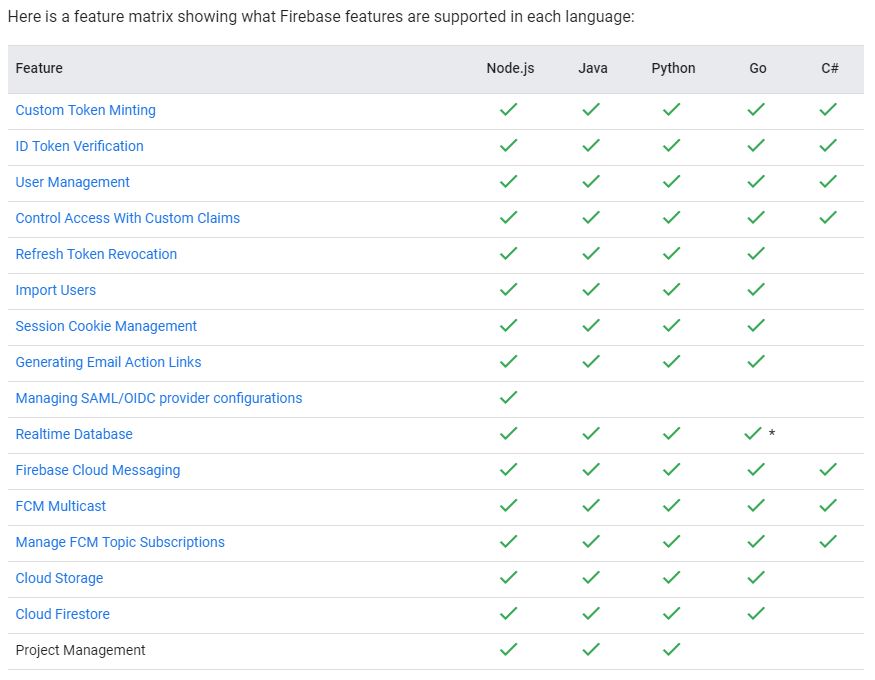 Here is a feature matrix showing what Firebase features are supported in each language:
Feature Node.js Java Python Go C#
Custom Token Minting ✓ ✓ ✓ ✓ ✓
ID Token Verification ✓ ✓ ✓ ✓ ✓
User Management ✓ ✓ ✓ ✓ ✓
Control Access With Custom Claims ✓ ✓ ✓ ✓ ✓
Refresh Token Revocation ✓ ✓ ✓ ✓
Import Users ✓ ✓ ✓ ✓
Session Cookie Management ✓ ✓ ✓ ✓
Generating Email Action Links ✓ ✓ ✓ ✓
Managing SAML/OIDC provider configurations ✓
Realtime Database ✓ ✓ ✓ ✓ *
Firebase Cloud Messaging ✓ ✓ ✓ ✓ ✓
FCM Multicast ✓ ✓ ✓ ✓ ✓
Manage FCM Topic Subscriptions ✓ ✓ ✓ ✓ ✓
Cloud Storage ✓ ✓ ✓ ✓
Cloud Firestore ✓ ✓ ✓ ✓
Project Management ✓ ✓ ✓